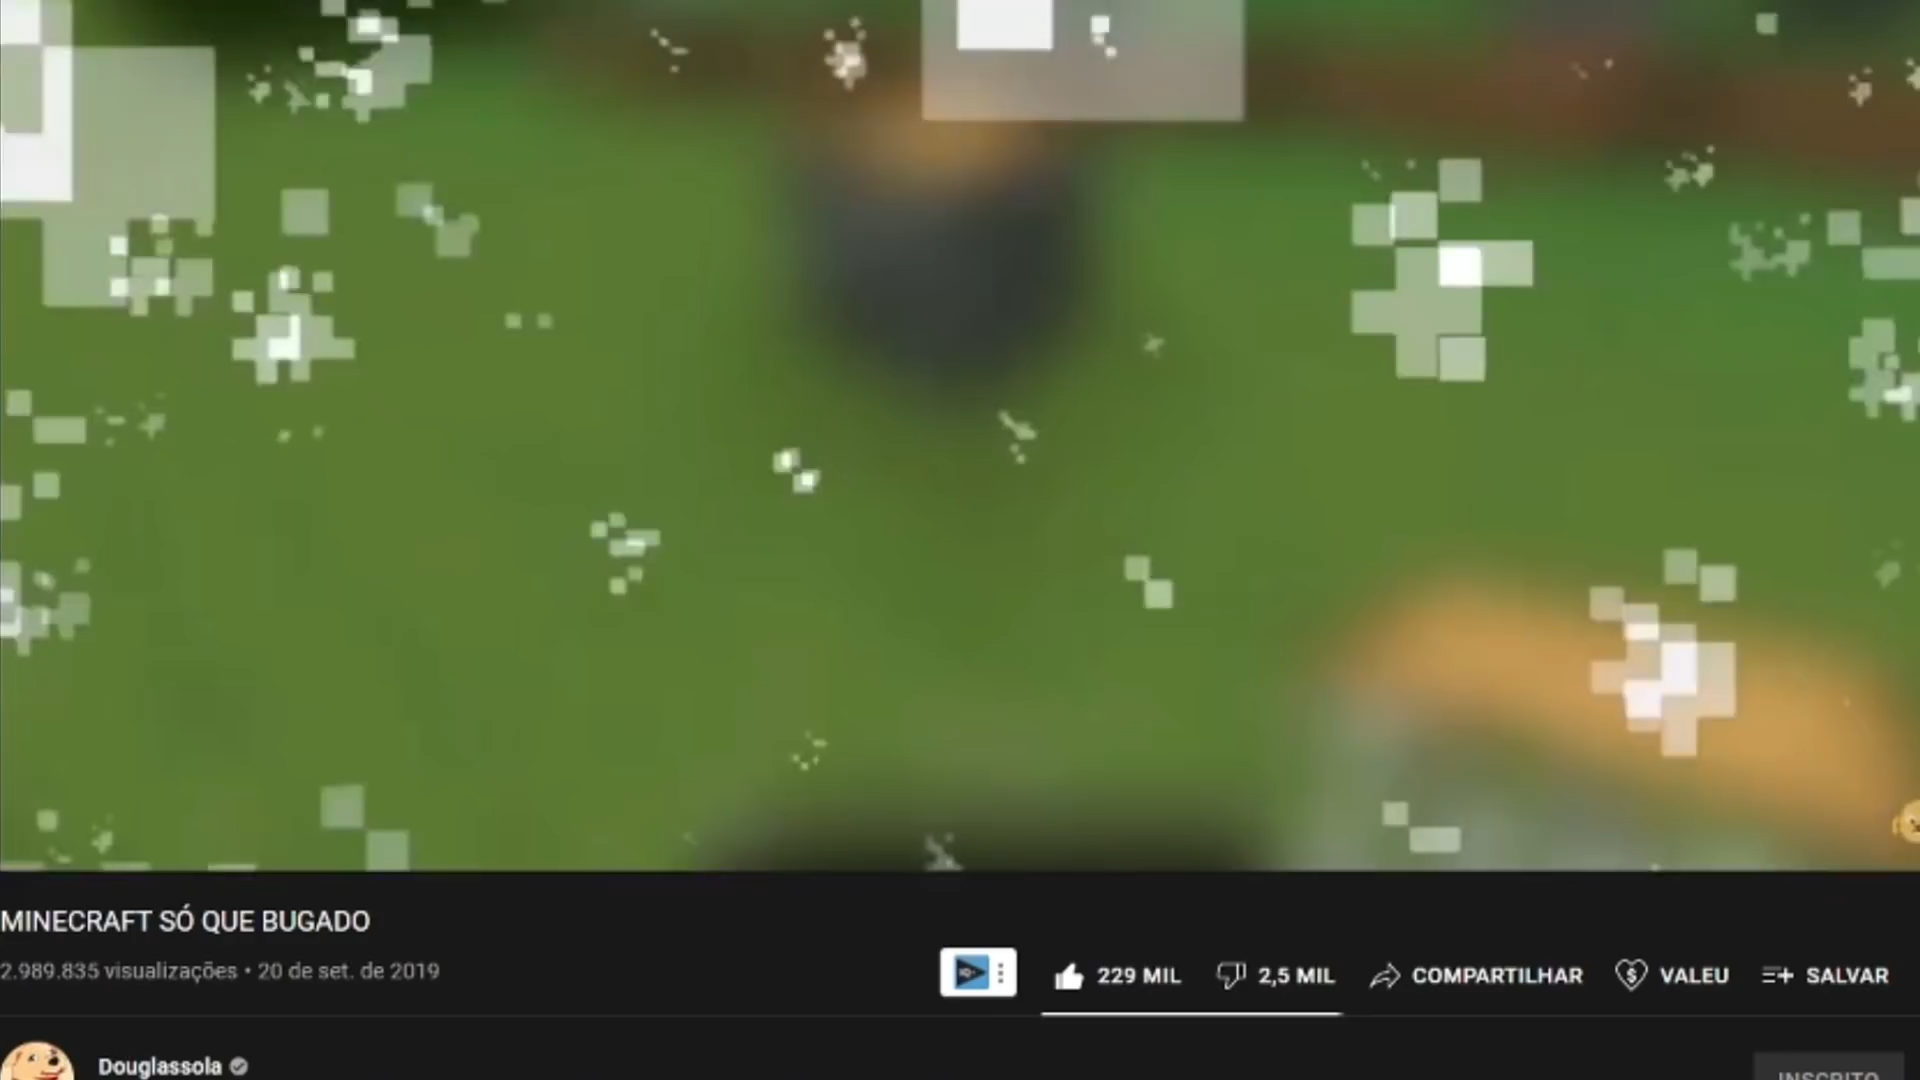 MINECRAFT SÓ QUE BUGADO
2.989.835 visualizações • 20 de set. de 2019
229 MIL
2,5 MIL
COMPARTILHAR
VALEU
SALVAR
Douglassola
INSCRITO